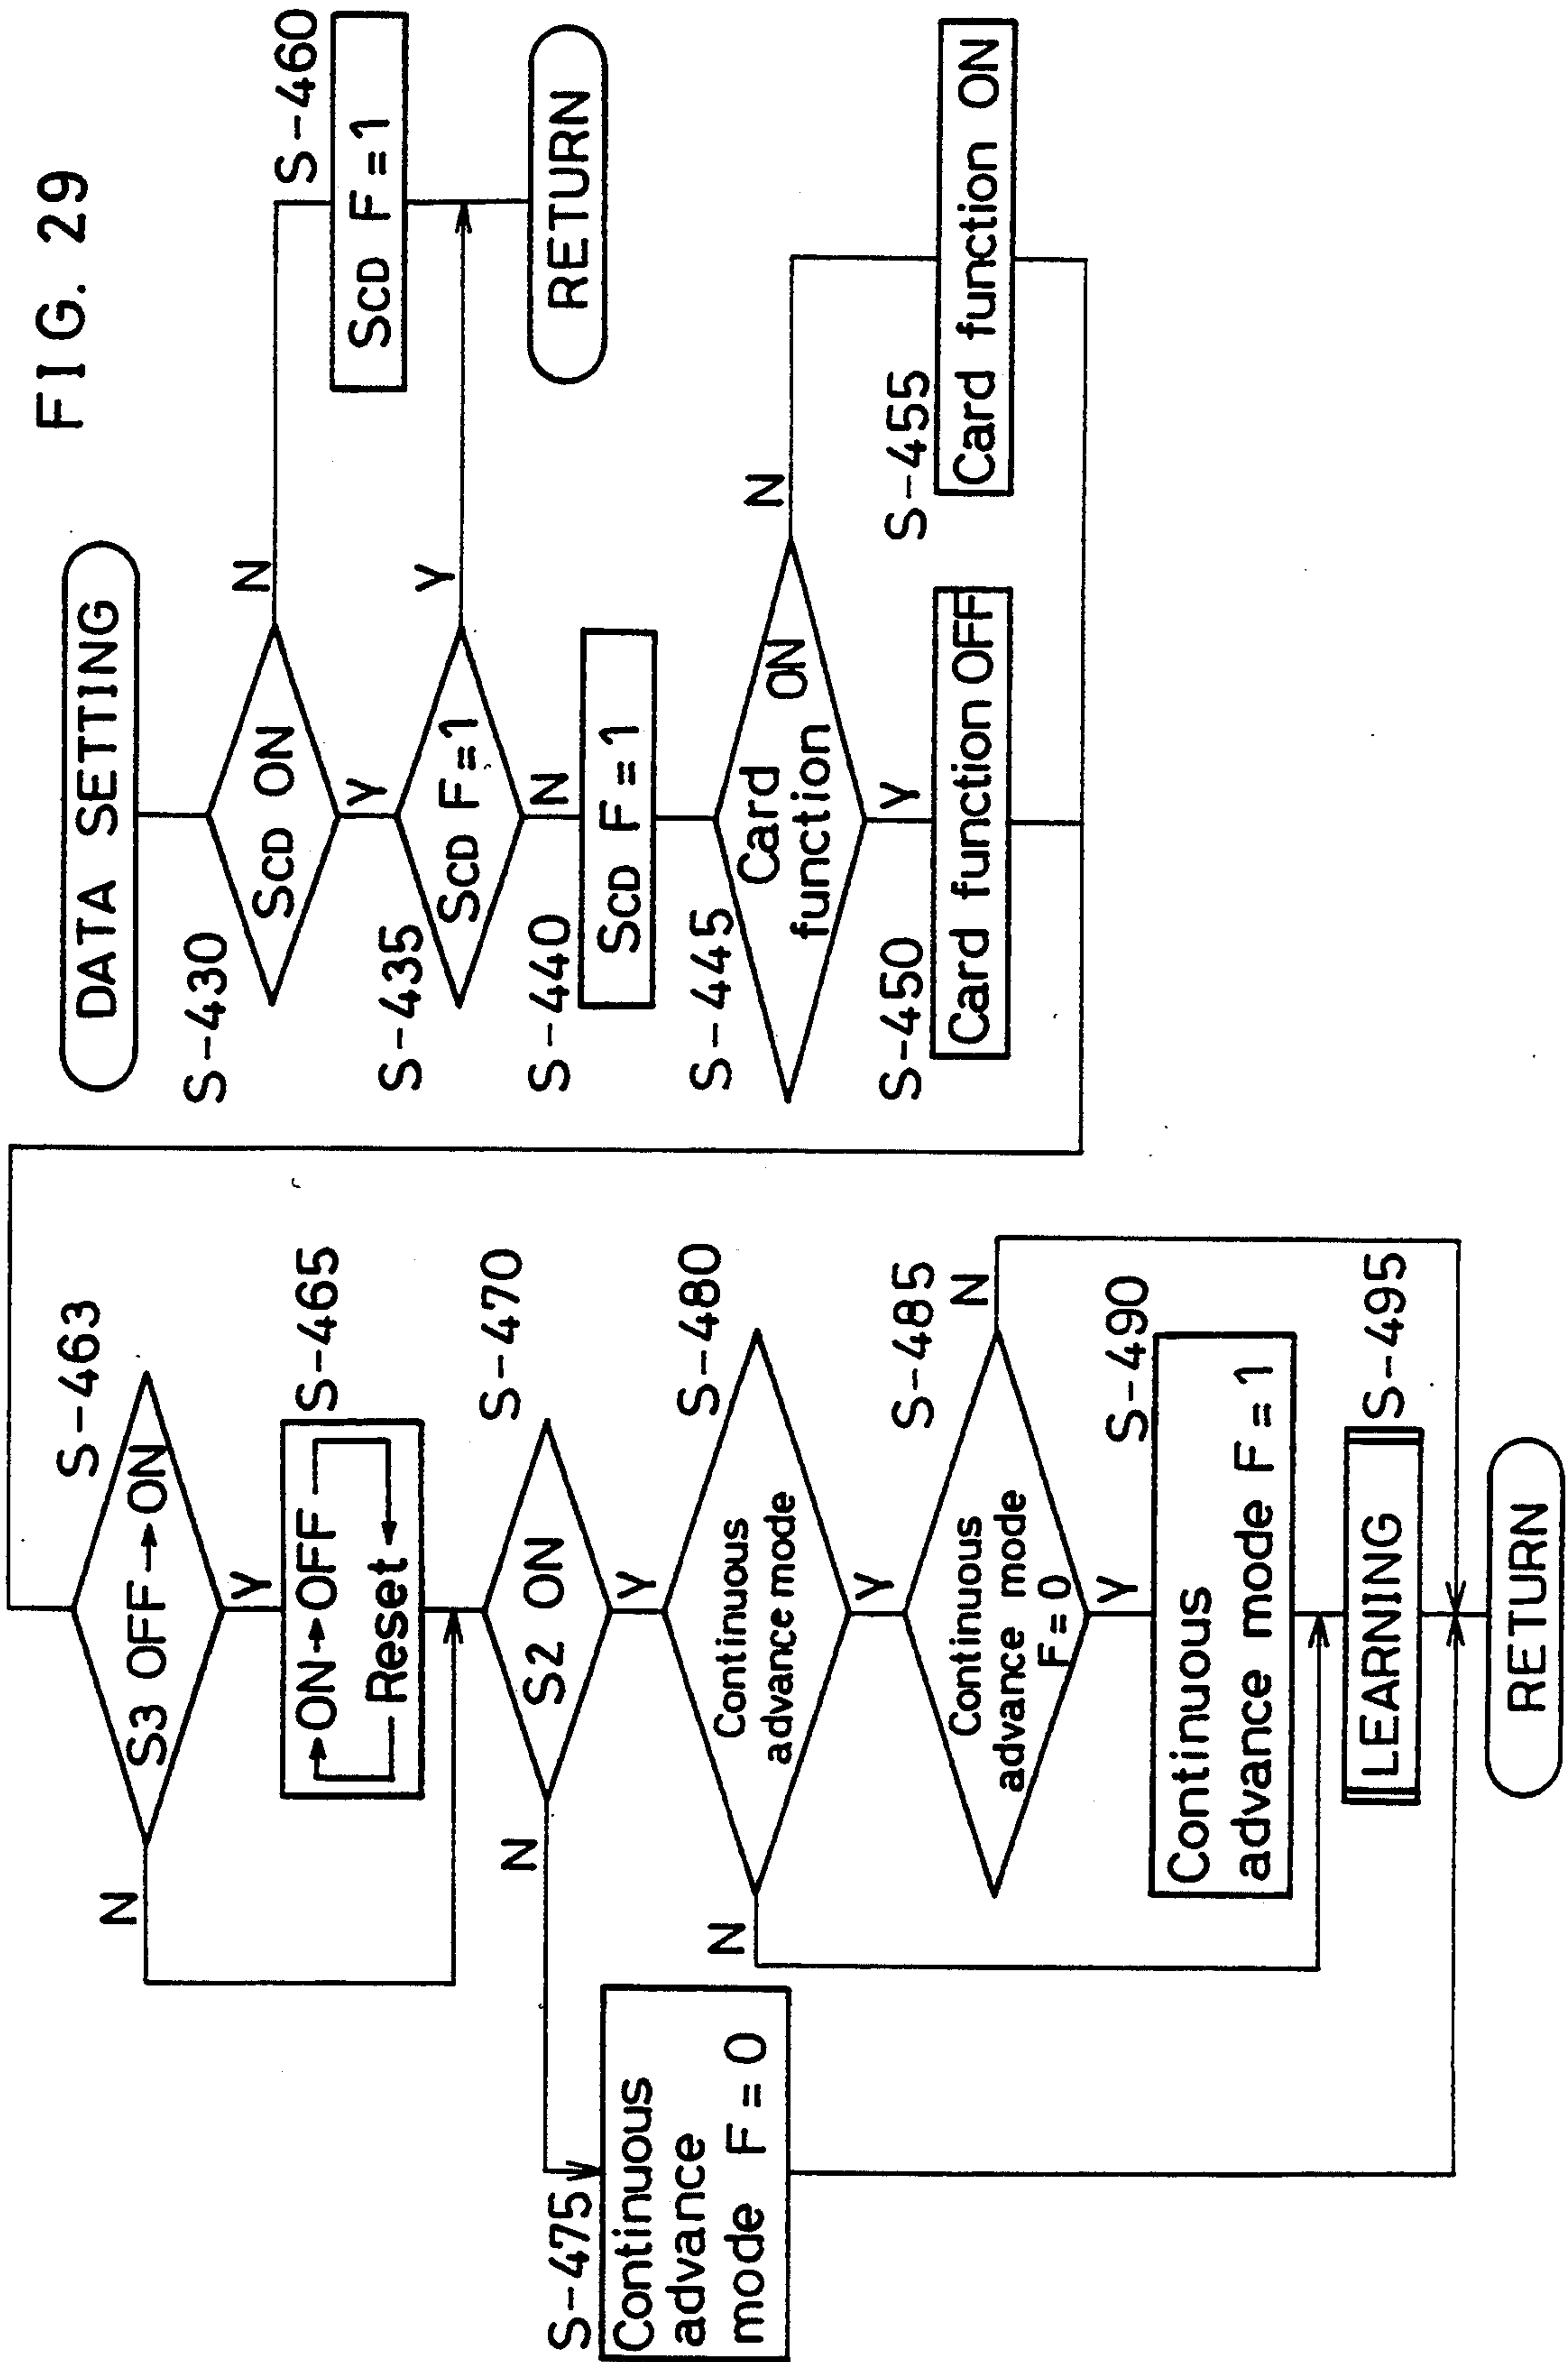 FIG. 29
DATA SETTING
S-430
SCD ON
N
Y
S-460
SCD F=1
S-435
SCD F=1
Y
N
RETURN
S-440
SCD F=1
S-445
Card ON
function
N
Y
S-450
Card function OFF
S-455
Card function ON
S-463
S3 OFF→ON
N
Y
S-465
→ON→OFF
Reset
S-470
S2 ON
N
Y
S-475
Continuous
advance
mode F=0
S-480
Continuous
advance mode
N
Y
S-485
Continuous
advance mode
F=0
N
Y
S-490
Continuous
advance mode F=1
S-495
LEARNING
RETURN